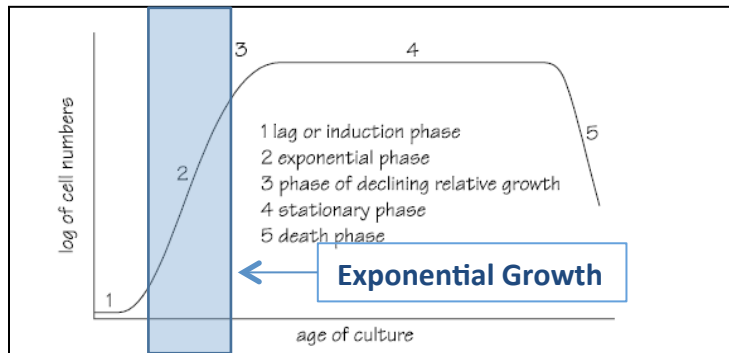 3
4
1 lag or induction phase
2 exponential phase
3 phase of declining relative growth
4 stationary phase
5 death phase
2
5
1
log of cell numbers
Exponential Growth
age of culture